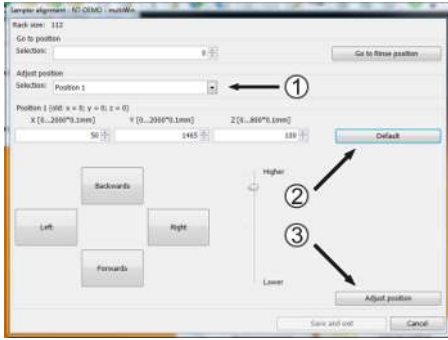 Sampler alignment - NT-DEMO - multiWin
Rack size: 112
Go to position
Selection: 0 Go to Rinse position
Adjust position
Selection: Position 1 ①
Position 1 (old: x = 0; y = 0; z = 0)
X [0...2000*0.1mm] Y [0...2000*0.1mm] Z [0...800*0.1mm]
50 1465 100 Default
Backwards Higher
②
Left Right
③
Forwards Lower
Adjust position
Save and exit Cancel